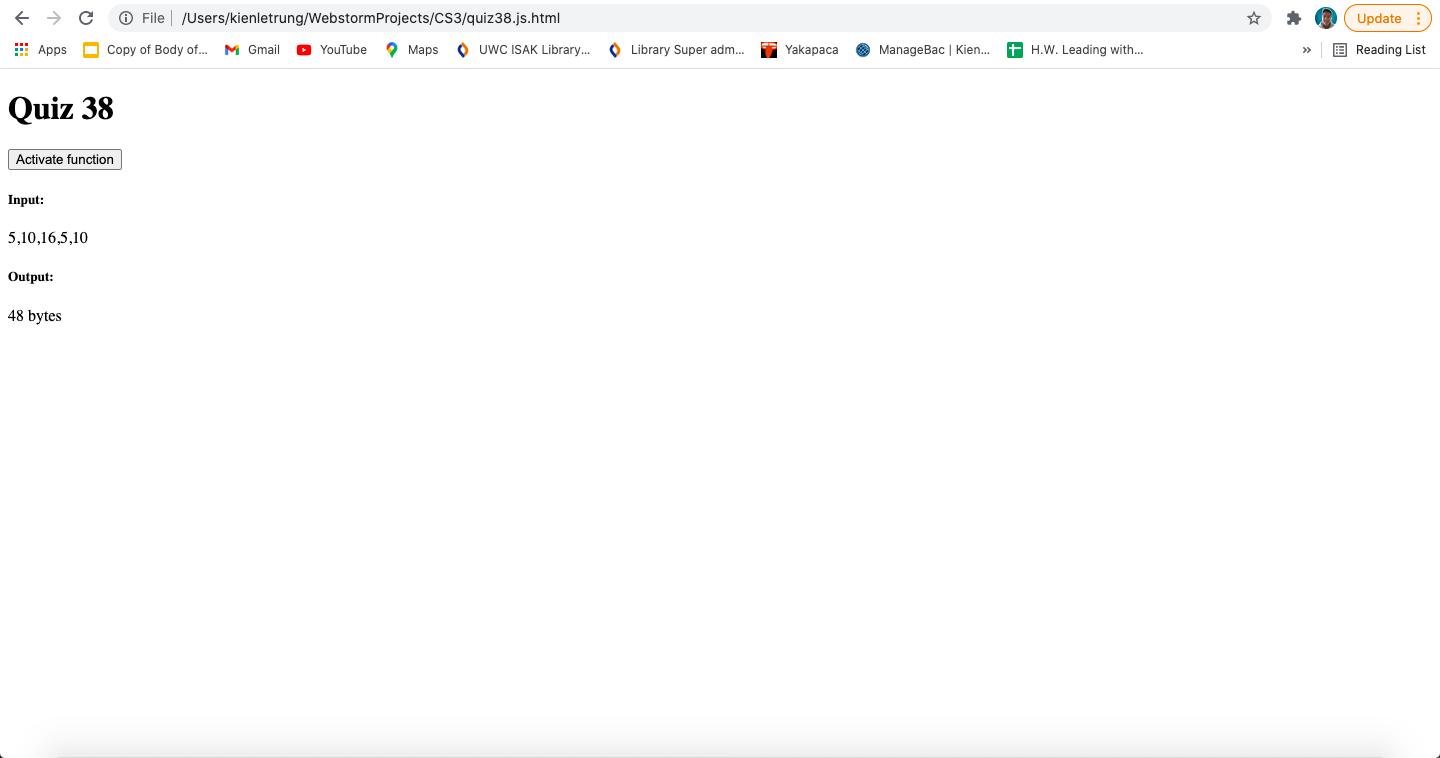 File /Users/kienletrung/WebstormProjects/CS3/quiz38.js.html Update
Apps Copy of Body of... Gmail YouTube Maps UWC ISAK Library... Library Super adm... Yakapaca ManageBac | Kien... H.W. Leading with... » Reading List
Quiz 38
Activate function
Input:
5,10,16,5,10
Output:
48 bytes